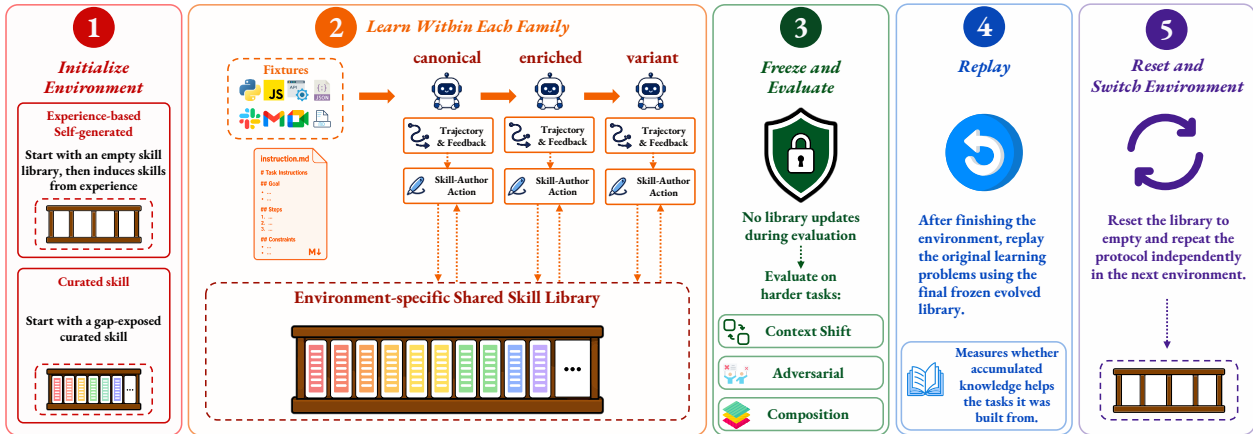 1
Initialize
Environment
Experience-based
Self-generated
Start with an empty skill
library, then induces skills
from experience
Curated skill
Start with a gap-exposed
curated skill
...
2
Learn Within Each Family
Fixtures
JS
API
JSON
instruction.md
# Task Instructions
## Goal
• ...
• ...
## Steps
1. ...
2. ...
3. ...
## Constraints
• ...
• ...
M↓
canonical
enriched
variant
Trajectory
& Feedback
Trajectory
& Feedback
Trajectory
& Feedback
Skill-Author
Action
Skill-Author
Action
Skill-Author
Action
Environment-specific Shared Skill Library
...
3
Freeze and
Evaluate
No library updates
during evaluation
Evaluate on
harder tasks:
Context Shift
Adversarial
Composition
4
Replay
After finishing the
environment, replay
the original learning
problems using the
final frozen evolved
library.
Measures whether
accumulated
knowledge helps
the tasks it was
built from.
5
Reset and
Switch Environment
Reset the library to
empty and repeat the
protocol independently
in the next environment.